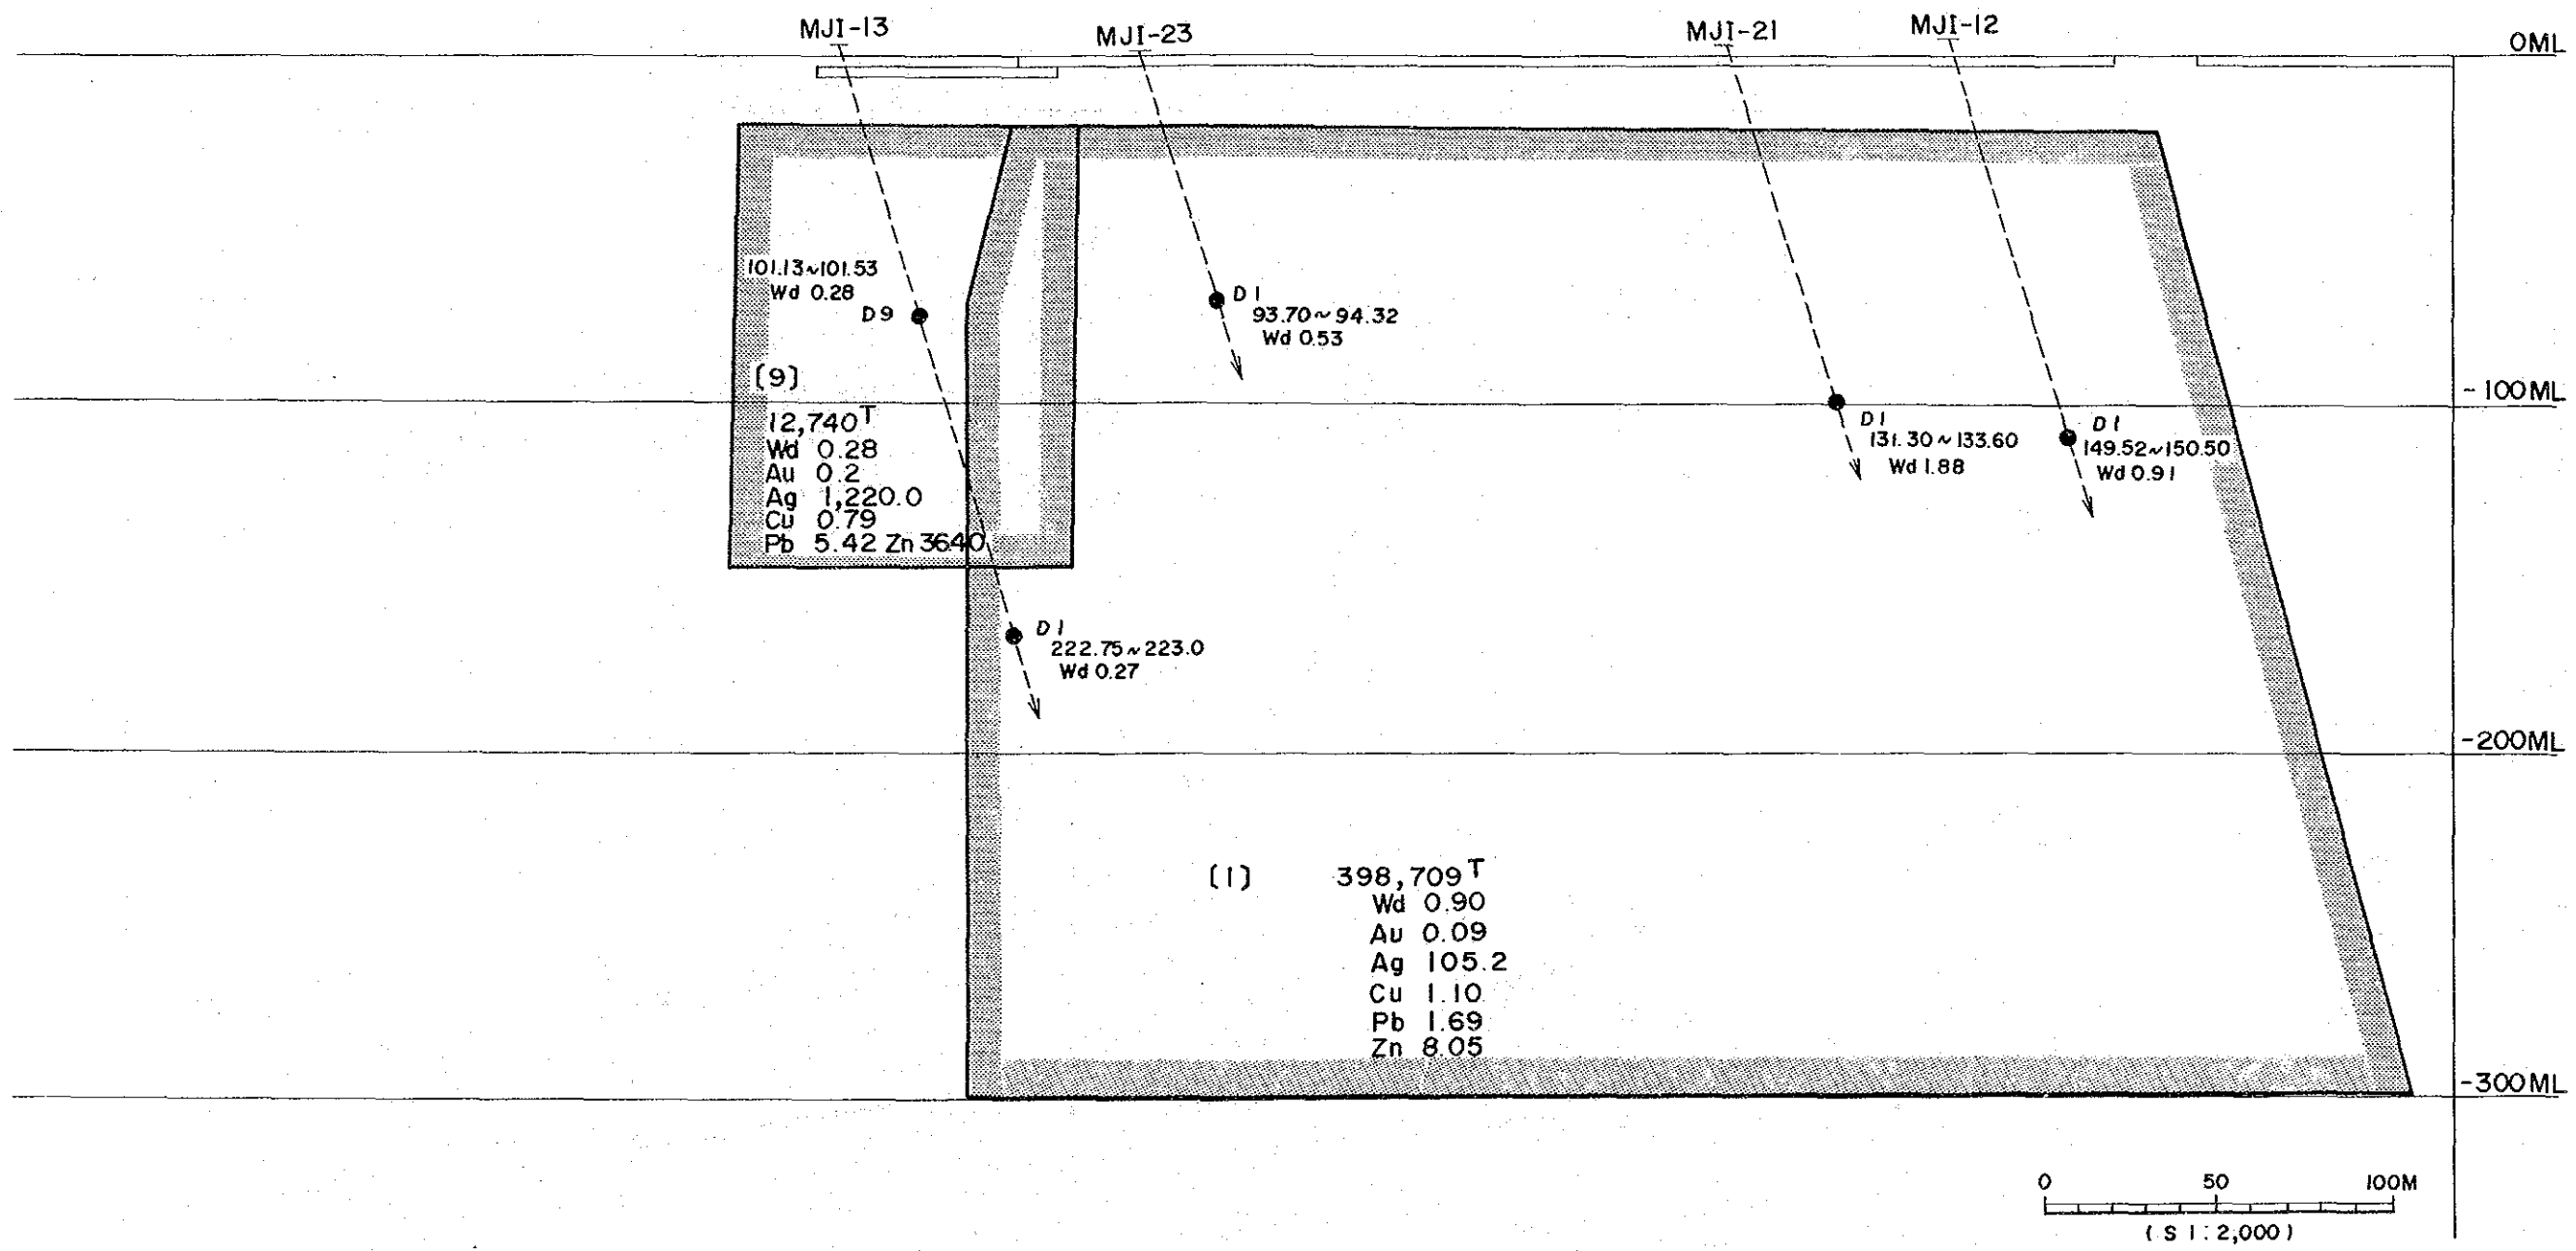 MJI-13
MJI-23
MJI-21
MJI-12
0ML
101.13~101.53
Wd 0.28
D9
D1
93.70~94.32
Wd 0.53
[9]
12,740T
Wd 0.28
Au 0.2
Ag 1,220.0
Cu 0.79
Pb 5.42 Zn 36.40
-100ML
D1
131.30~133.60
Wd 1.88
D1
149.52~150.50
Wd 0.91
D1
222.75~223.0
Wd 0.27
-200ML
[1] 398,709T
Wd 0.90
Au 0.09
Ag 105.2
Cu 1.10
Pb 1.69
Zn 8.05
-300ML
0 50 100M
(S 1:2,000)